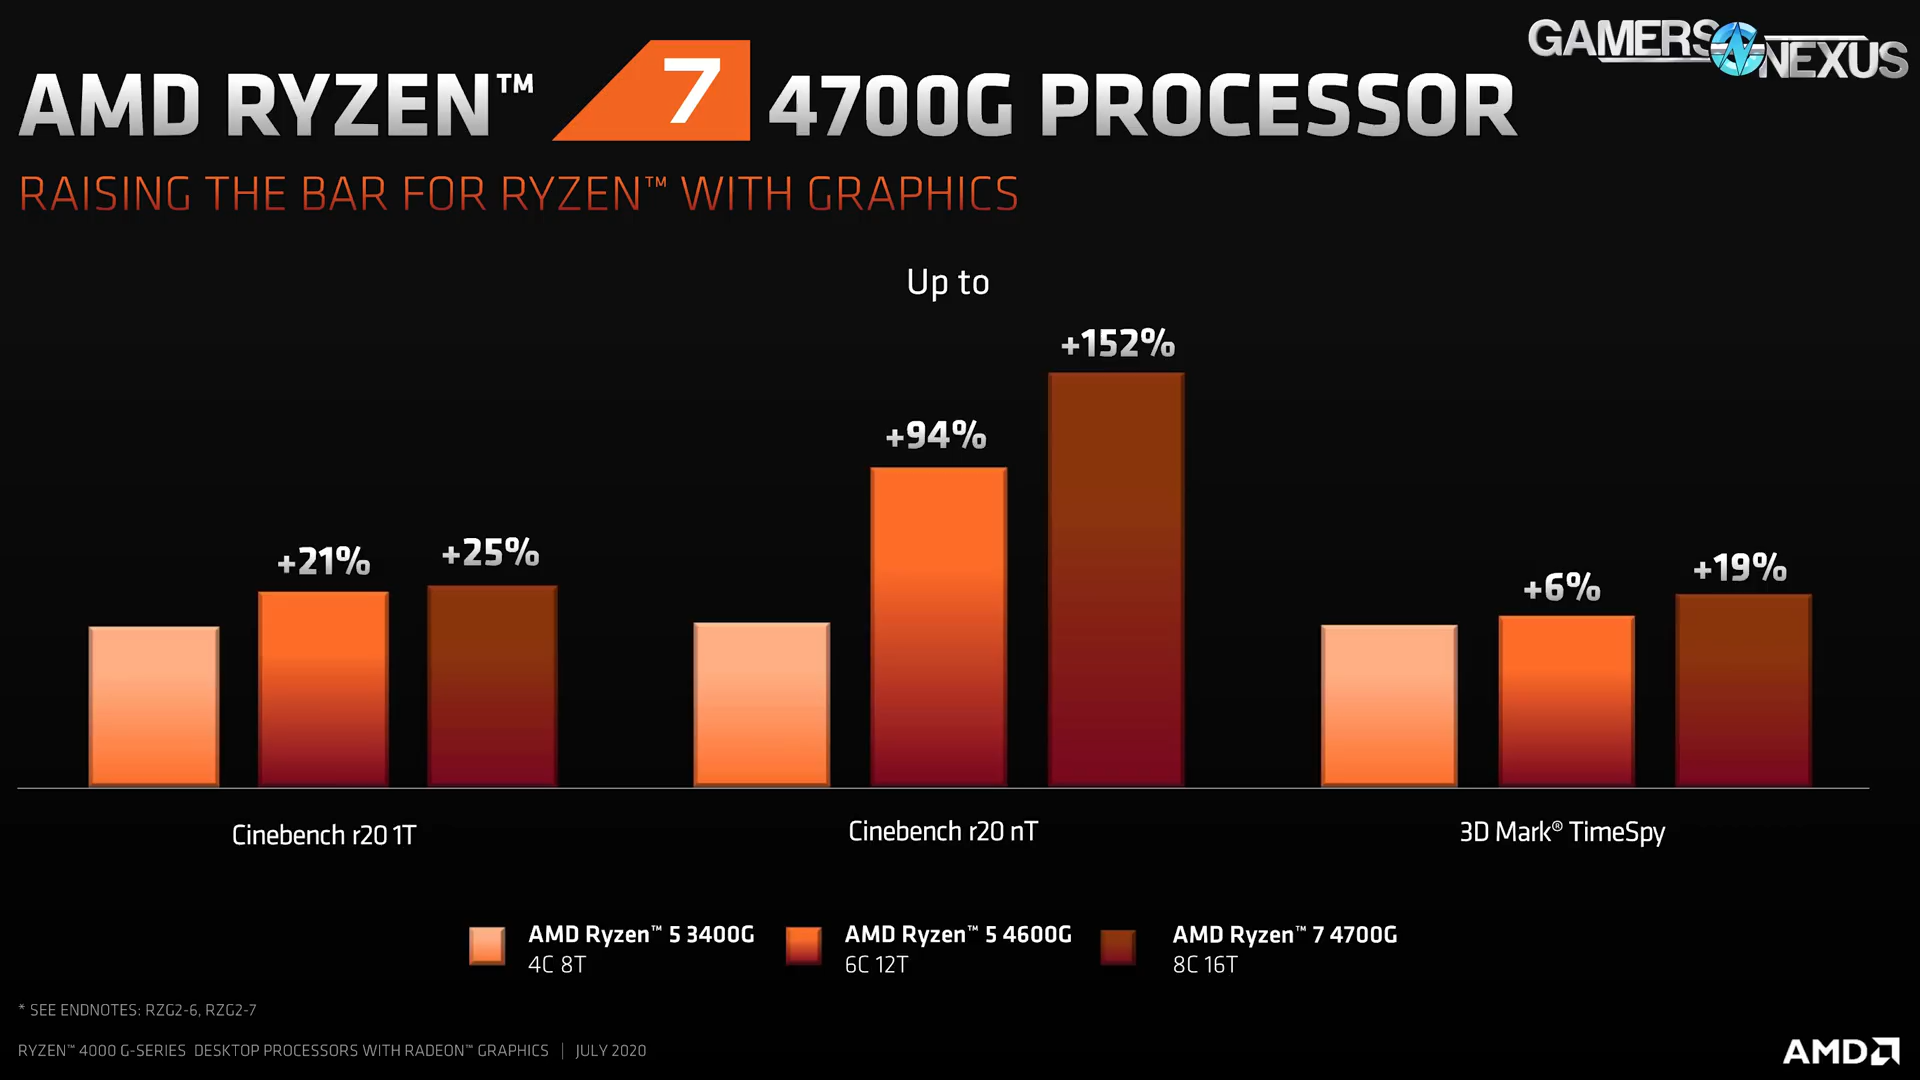 GAMERS NEXUS
AMD RYZEN™ 7 4700G PROCESSOR
RAISING THE BAR FOR RYZEN™ WITH GRAPHICS
Up to
+21%
+25%
+94%
+152%
+6%
+19%
Cinebench r20 1T
Cinebench r20 nT
3D Mark® TimeSpy
AMD Ryzen™ 5 3400G
4C 8T
AMD Ryzen™ 5 4600G
6C 12T
AMD Ryzen™ 7 4700G
8C 16T
* SEE ENDNOTES: RZG2-6, RZG2-7
RYZEN™ 4000 G-SERIES DESKTOP PROCESSORS WITH RADEON™ GRAPHICS | JULY 2020
AMD